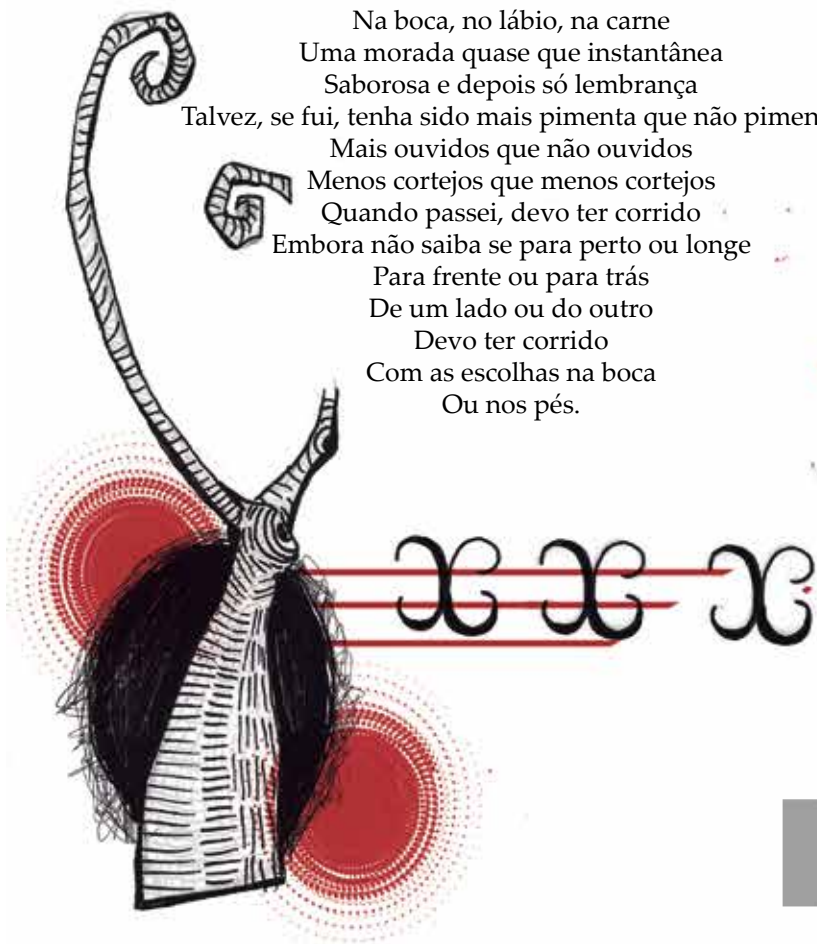 Na boca, no lábio, na carne
Uma morada quase que instantânea
Saborosa e depois só lembrança
Talvez, se fui, tenha sido mais pimenta que não
Mais ouvidos que não ouvidos
Menos cortejos que menos cortejos
Quando passei, devo ter corrido
Embora não saiba se para perto ou longe
Para frente ou para trás
De um lado ou do outro
Devo ter corrido
Com as escolhas na boca
Ou nos pés.